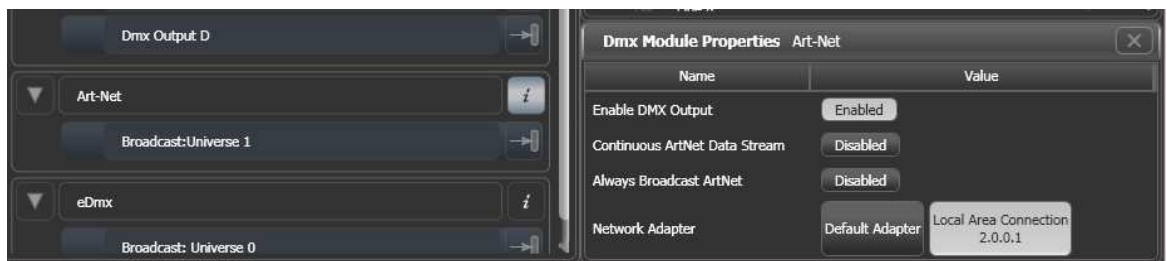 Dmx Output D
Art-Net
i
Broadcast:Universe 1
eDmx
i
Broadcast: Universe 0
Dmx Module Properties Art-Net
Name Value
Enable DMX Output Enabled
Continuous ArtNet Data Stream Disabled
Always Broadcast ArtNet Disabled
Network Adapter Default Adapter Local Area Connection
2.0.0.1